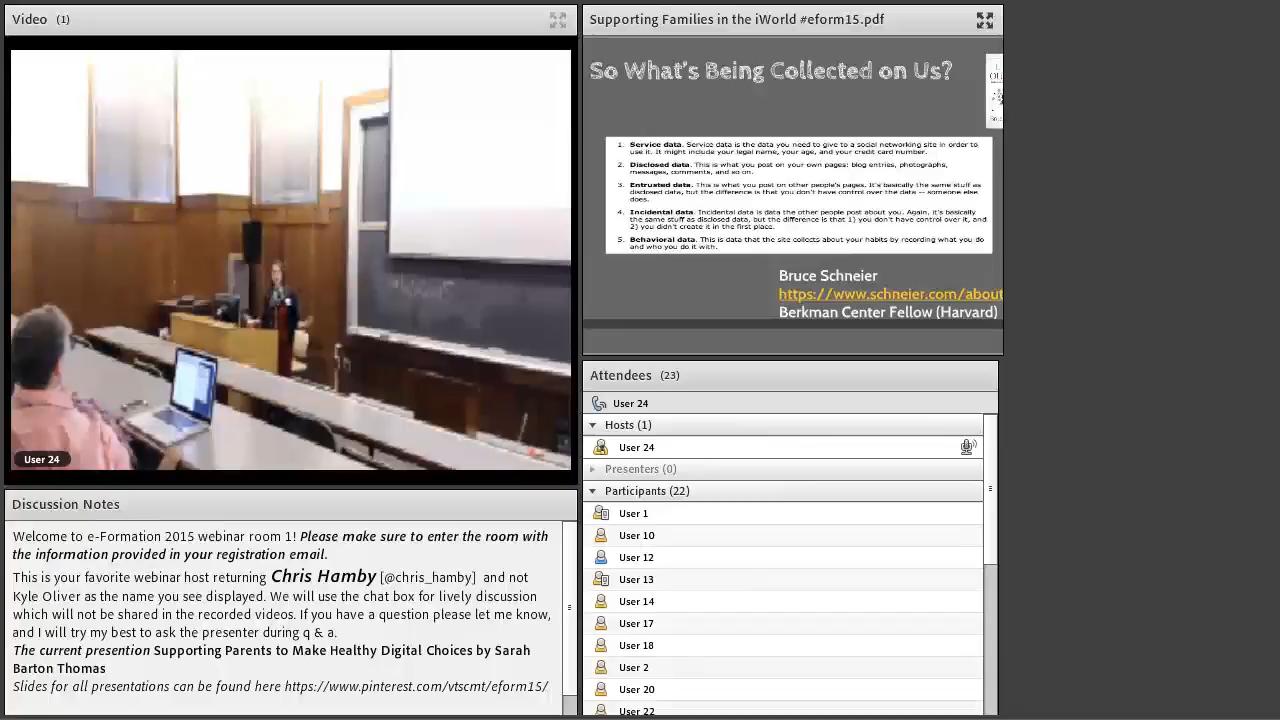 Video (1)
User 24
Discussion Notes
Welcome to e-Formation 2015 webinar room 1! Please make sure to enter the room with
the information provided in your registration email.
This is your favorite webinar host returning Chris Hamby [@chris_hamby] and not
Kyle Oliver as the name you see displayed. We will use the chat box for lively discussion
which will not be shared in the recorded videos. If you have a question please let me know,
and I will try my best to ask the presenter during q & a.
The current presention Supporting Parents to Make Healthy Digital Choices by Sarah
Barton Thomas
Slides for all presentations can be found here https://www.pinterest.com/vtscmt/eform15/
Supporting Families in the iWorld #eform15.pdf
So What's Being Collected on Us?
1. Service data. Service data is the data you need to give to a social networking site in order to
use it. It might include your legal name, your age, and your credit card number.
2. Disclosed data. This is what you post on your own pages: blog entries, photographs,
messages, comments, and so on.
3. Entrusted data. This is what you post on other people's pages. It's basically the same stuff as
disclosed data, but the difference is that you don't have control over the data -- someone else
does.
4. Incidental data. Incidental data is data the other people post about you. Again, it's basically
the same stuff as disclosed data, but the difference is that 1) you don't have control over it, and
2) you didn't create it in the first place.
5. Behavioral data. This is data that the site collects about your habits by recording what you do
and who you do it with.
Bruce Schneier
https://www.schneier.com/about
Berkman Center Fellow (Harvard)
Attendees (23)
User 24
Hosts (1)
User 24
Presenters (0)
Participants (22)
User 1
User 10
User 12
User 13
User 14
User 17
User 18
User 2
User 20
User 22